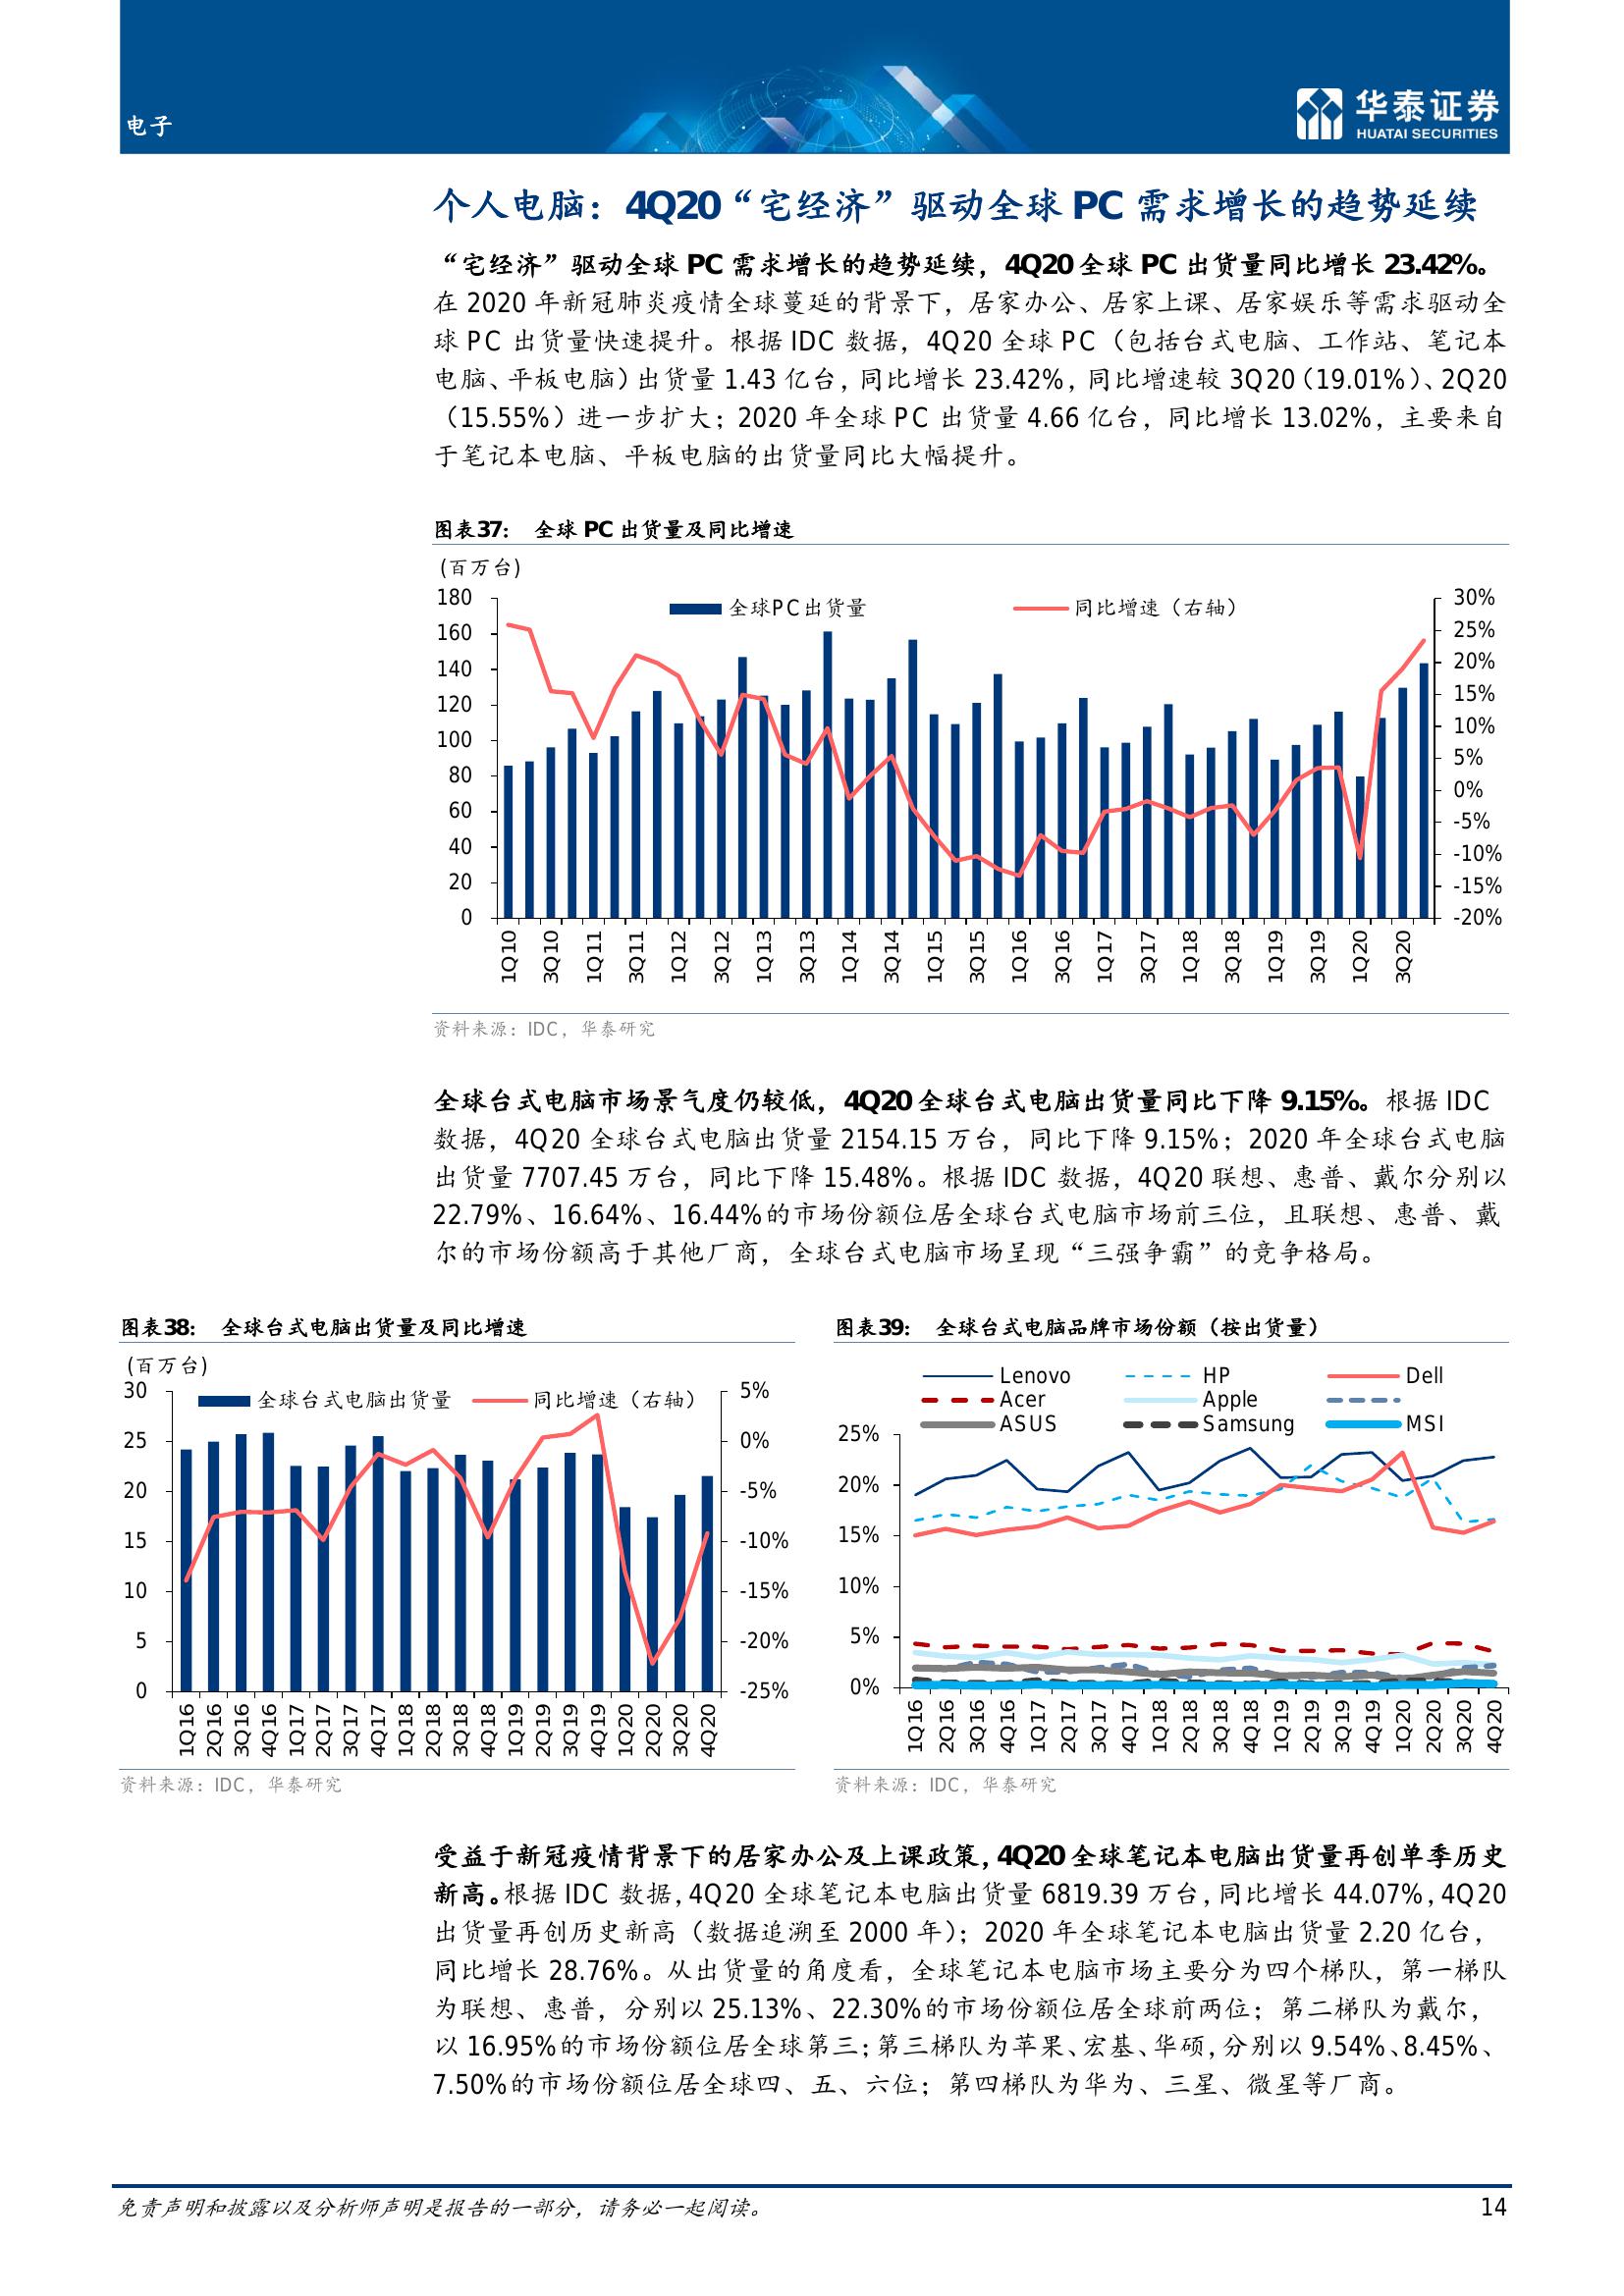 电子
华泰证券
HUATAI SECURITIES
个人电脑：4Q20“宅经济”驱动全球 PC 需求增长的趋势延续
“宅经济”驱动全球 PC 需求增长的趋势延续，4Q20 全球 PC 出货量同比增长 23.42%。
在 2020 年新冠肺炎疫情全球蔓延的背景下，居家办公、居家上课、居家娱乐等需求驱动全
球 PC 出货量快速提升。根据 IDC 数据，4Q20 全球 PC（包括台式电脑、工作站、笔记本
电脑、平板电脑）出货量 1.43 亿台，同比增长 23.42%，同比增速较 3Q20（19.01%）、2Q20
（15.55%）进一步扩大；2020 年全球 PC 出货量 4.66 亿台，同比增长 13.02%，主要来自
于笔记本电脑、平板电脑的出货量同比大幅提升。
图表37： 全球 PC 出货量及同比增速
(百万台)
全球PC出货量 同比增速（右轴）
180 30%
160 25%
140 20%
120 15%
100 10%
80 5%
60 0%
40 -5%
20 -10%
0 -15%
-20%
1Q10 3Q10 1Q11 3Q11 1Q12 3Q12 1Q13 3Q13 1Q14 3Q14 1Q15 3Q15 1Q16 3Q16 1Q17 3Q17 1Q18 3Q18 1Q19 3Q19 1Q20 3Q20
资料来源：IDC，华泰研究
全球台式电脑市场景气度仍较低，4Q20 全球台式电脑出货量同比下降 9.15%。根据 IDC
数据，4Q20 全球台式电脑出货量 2154.15 万台，同比下降 9.15%；2020 年全球台式电脑
出货量 7707.45 万台，同比下降 15.48%。根据 IDC 数据，4Q20 联想、惠普、戴尔分别以
22.79%、16.64%、16.44%的市场份额位居全球台式电脑市场前三位，且联想、惠普、戴
尔的市场份额高于其他厂商，全球台式电脑市场呈现“三强争霸”的竞争格局。
图表38： 全球台式电脑出货量及同比增速
(百万台)
全球台式电脑出货量 同比增速（右轴）
30 5%
25 0%
20 -5%
15 -10%
10 -15%
5 -20%
0 -25%
1Q16 2Q16 3Q16 4Q16 1Q17 2Q17 3Q17 4Q17 1Q18 2Q18 3Q18 4Q18 1Q19 2Q19 3Q19 4Q19 1Q20 2Q20 3Q20 4Q20
资料来源：IDC，华泰研究
图表39： 全球台式电脑品牌市场份额（按出货量）
Lenovo HP Dell
Acer Apple
ASUS Samsung MSI
25%
20%
15%
10%
5%
0%
1Q16 2Q16 3Q16 4Q16 1Q17 2Q17 3Q17 4Q17 1Q18 2Q18 3Q18 4Q18 1Q19 2Q19 3Q19 4Q19 1Q20 2Q20 3Q20 4Q20
资料来源：IDC，华泰研究
受益于新冠疫情背景下的居家办公及上课政策，4Q20 全球笔记本电脑出货量再创单季历史
新高。根据 IDC 数据，4Q20 全球笔记本电脑出货量 6819.39 万台，同比增长 44.07%，4Q20
出货量再创历史新高（数据追溯至 2000 年）；2020 年全球笔记本电脑出货量 2.20 亿台，
同比增长 28.76%。从出货量的角度看，全球笔记本电脑市场主要分为四个梯队，第一梯队
为联想、惠普，分别以 25.13%、22.30%的市场份额位居全球前两位；第二梯队为戴尔，
以 16.95%的市场份额位居全球第三；第三梯队为苹果、宏基、华硕，分别以 9.54%、8.45%、
7.50%的市场份额位居全球四、五、六位；第四梯队为华为、三星、微星等厂商。
免责声明和披露以及分析师声明是报告的一部分，请务必一起阅读。
14